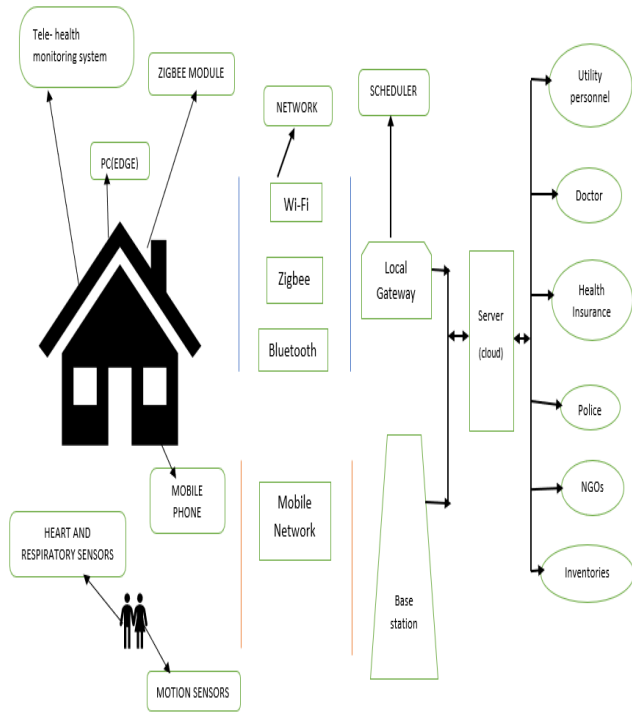 Tele- health
monitoring system
ZIGBEE MODULE
PC(EDGE)
NETWORK
SCHEDULER
Wi-Fi
Zigbee
Bluetooth
Local
Gateway
Server
(cloud)
Utility
personnel
Doctor
Health
Insurance
Police
NGOs
Inventories
MOBILE
PHONE
Mobile
Network
Base
station
HEART AND
RESPIRATORY SENSORS
MOTION SENSORS